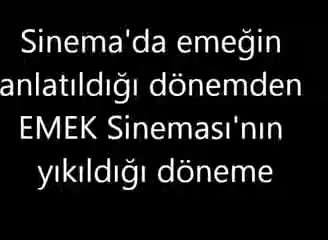 Sinema'da emeğin
anlatıldığı dönemden
EMEK Sineması'nın
yıkıldığı döneme